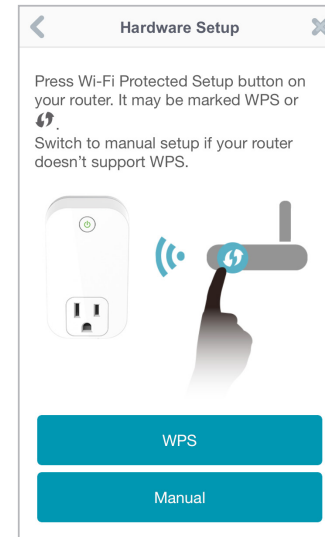 Hardware Setup
Press Wi-Fi Protected Setup button on
your router. It may be marked WPS or
.
Switch to manual setup if your router
doesn't support WPS.
WPS
Manual